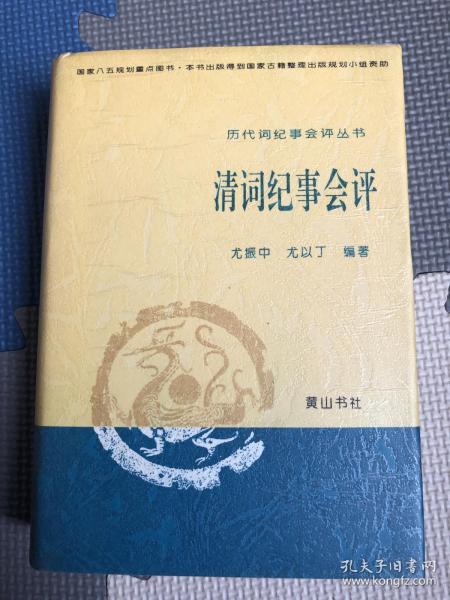 国家八五规划重点图书·本书出版得到国家古籍整理出版规划小组资助
历代词纪事会评丛书
清词纪事会评
尤振中 尤以丁 编著
黄山书社
孔夫子旧书网
www.kongfz.com